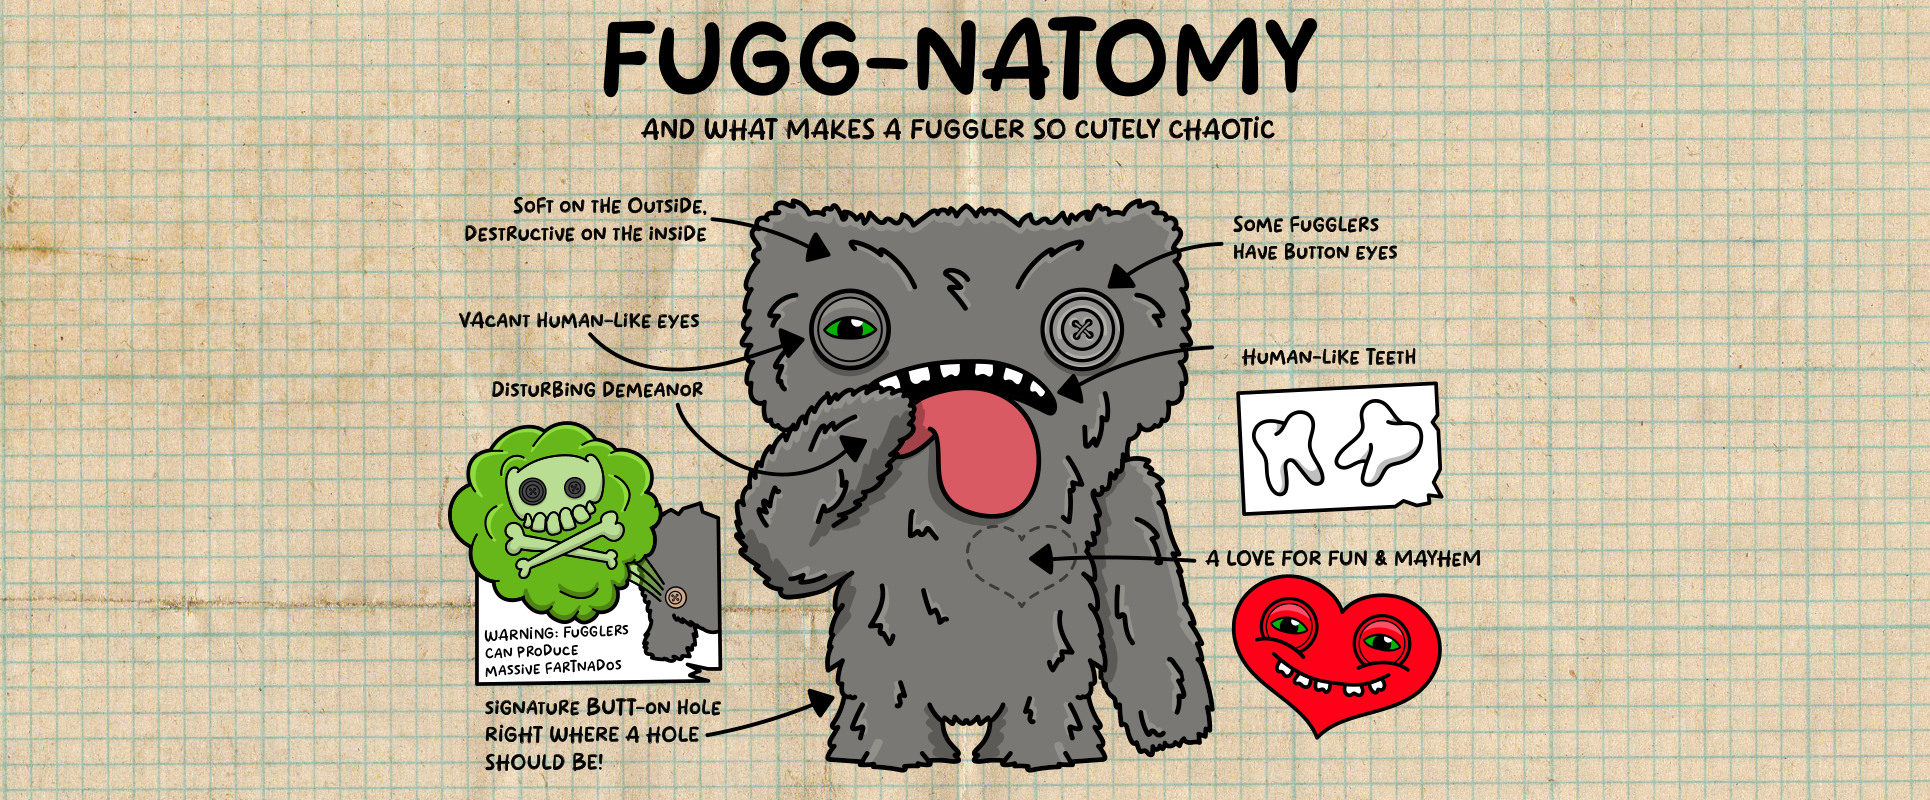 FUGG-NATOMY
AND WHAT MAKES A FUGGLER SO CUTELY CHAOTIC
SOFT ON THE OUTSIDE,
DESTRUCTIVE ON THE INSIDE
SOME FUGGLERS
HAVE BUTTON EYES
VACANT HUMAN-LIKE EYES
HUMAN-LIKE TEETH
DISTURBING DEMEANOR
A LOVE FOR FUN & MAYHEM
WARNING: FUGGLERS
CAN PRODUCE
MASSIVE FARTNADOS
SIGNATURE BUTT-ON HOLE
RIGHT WHERE A HOLE
SHOULD BE!